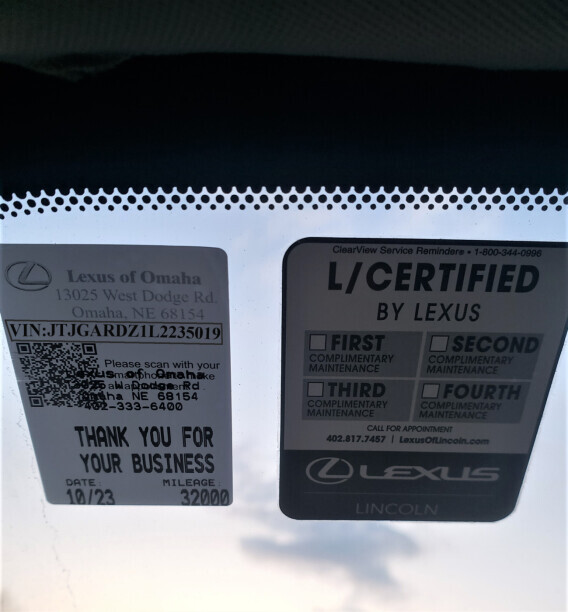 Lexus of Omaha
13025 West Dodge Rd.
Omaha, NE 68154
VIN:JTJGARDZ1L2235019
Please scan with your
Lexus of Omaha
W Dodge Rd
Omaha NE 68154
402-333-6400
THANK YOU FOR
YOUR BUSINESS
DATE: MILEAGE:
10/23 32000
ClearView Service Reminders • 1-800-344-0996
L/CERTIFIED
BY LEXUS
FIRST
COMPLIMENTARY
MAINTENANCE
SECOND
COMPLIMENTARY
MAINTENANCE
THIRD
COMPLIMENTARY
MAINTENANCE
FOURTH
COMPLIMENTARY
MAINTENANCE
CALL FOR APPOINTMENT
402.817.7457 | LexusOfLincoln.com
LEXUS
LINCOLN